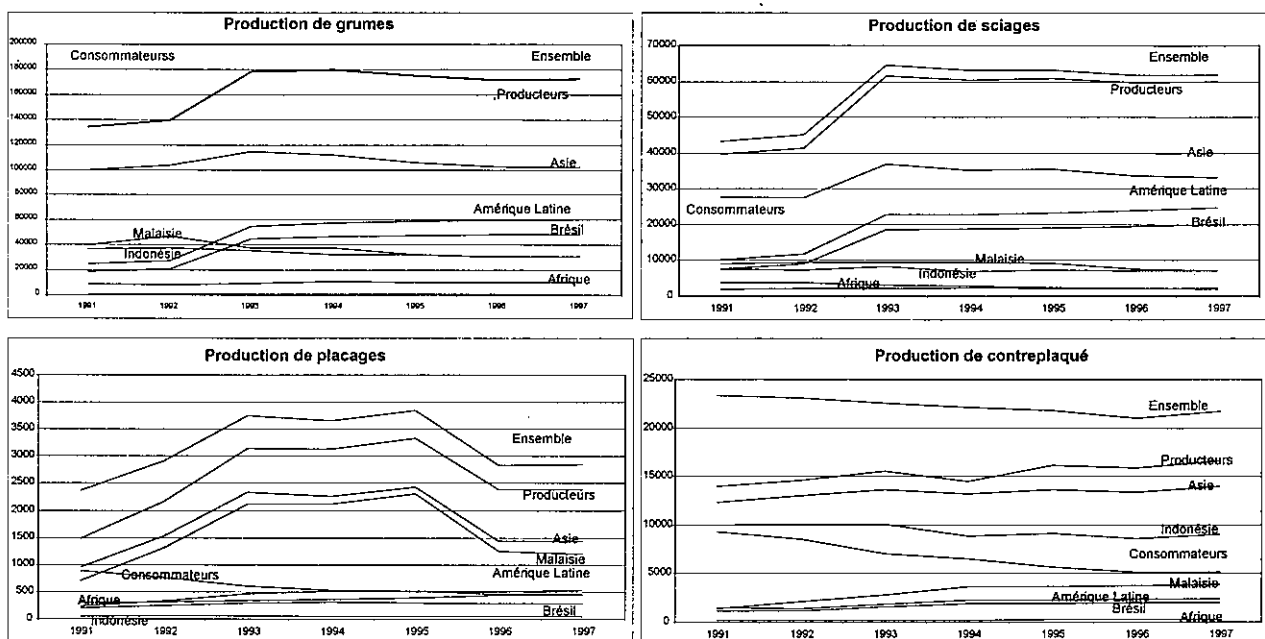 Production de grumes
200000
180000
160000
140000
120000
100000
80000
60000
40000
20000
0
Consommateurss
Ensemble
Producteurs
Asie
Amérique Latine
Malaisie
Brésil
Indonésie
Afrique
1991 1992 1993 1994 1995 1996 1997
Production de sciages
70000
60000
50000
40000
30000
20000
10000
0
Ensemble
Producteurs
Asie
Amérique Latine
Consommateurs
Brésil
Malaisie
Indonésie
Afrique
1991 1992 1993 1994 1995 1996 1997
Production de placages
4500
4000
3500
3000
2500
2000
1500
1000
500
0
Ensemble
Producteurs
Asie
Malaisie
Consommateurs
Amérique Latine
Afrique
Brésil
Indonésie
1991 1992 1993 1994 1995 1996 1997
Production de contreplaqué
25000
20000
15000
10000
5000
0
Ensemble
Producteurs
Asie
Indonésie
Consommateurs
Malaisie
Amérique Latine
Brésil
Afrique
1991 1992 1993 1994 1995 1996 1997